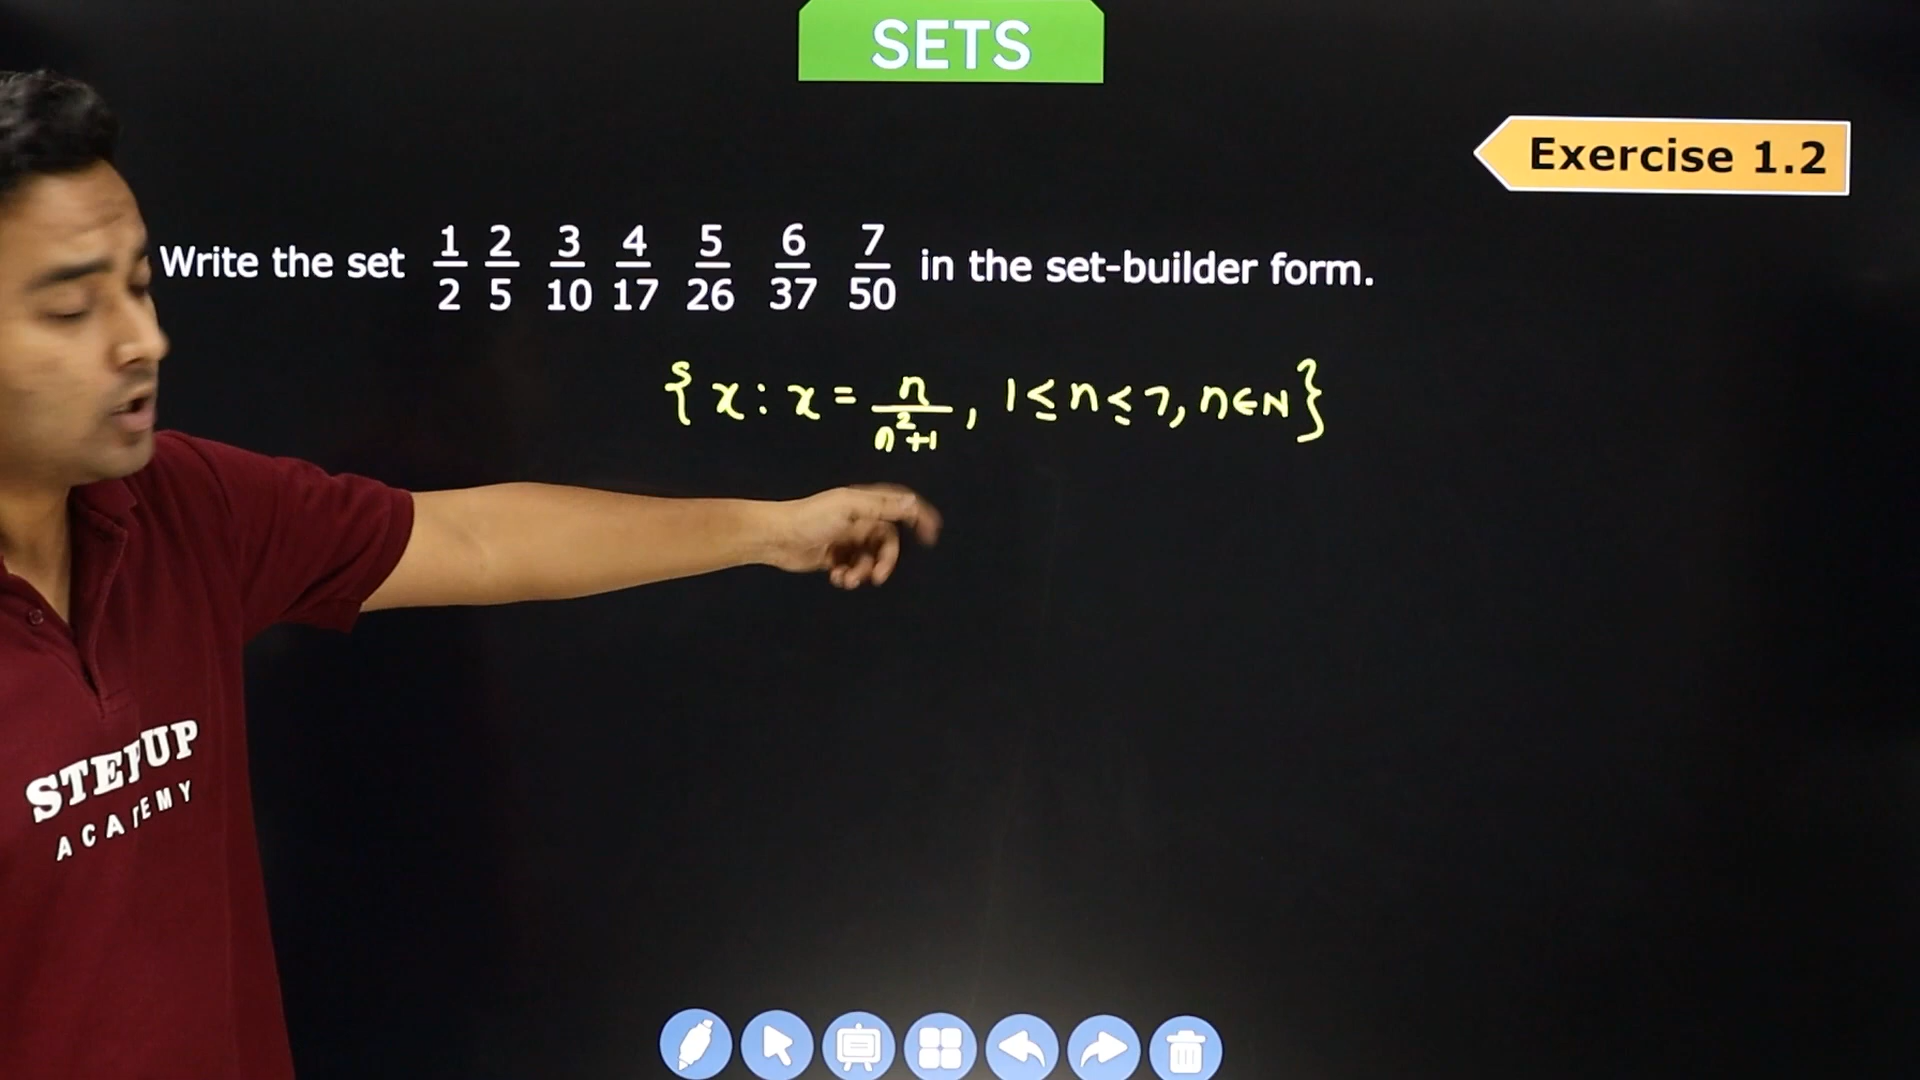 SETS
Exercise 1.2
Write the set 1/2 2/5 3/10 4/17 5/26 6/37 7/50 in the set-builder form.
{ x : x = n/n²+1, 1 ≤ n ≤ 7, n ∈ N }
STEPUP
ACADEMY